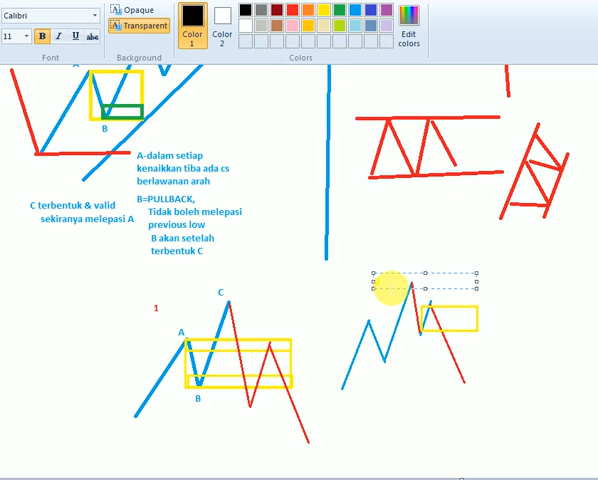 Calibri
Opaque
Transparent
11
B
I
U
abc
Color
1
Color
2
Edit
colors
Font
Background
Colors
A
B
A-dalam setiap
kenaikkan tiba ada cs
berlawanan arah
C terbentuk & valid
sekiranya melepasi A
B=PULLBACK,
Tidak boleh melepasi
previous low
B akan setelah
terbentuk C
1
C
A
B